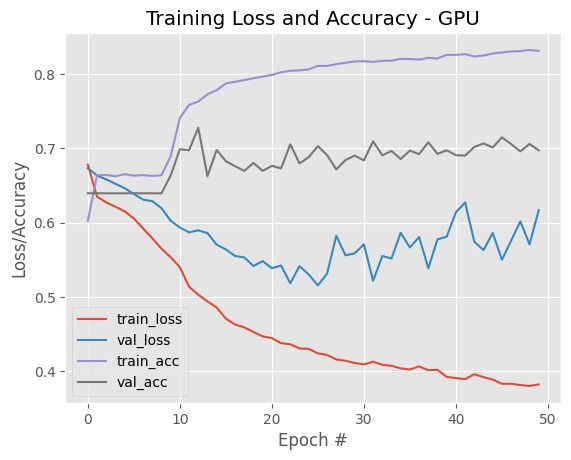 Training Loss and Accuracy - GPU
Loss/Accuracy
0.8
0.7
0.6
0.5
0.4
train_loss
val_loss
train_acc
val_acc
0 10 20 30 40 50
Epoch #